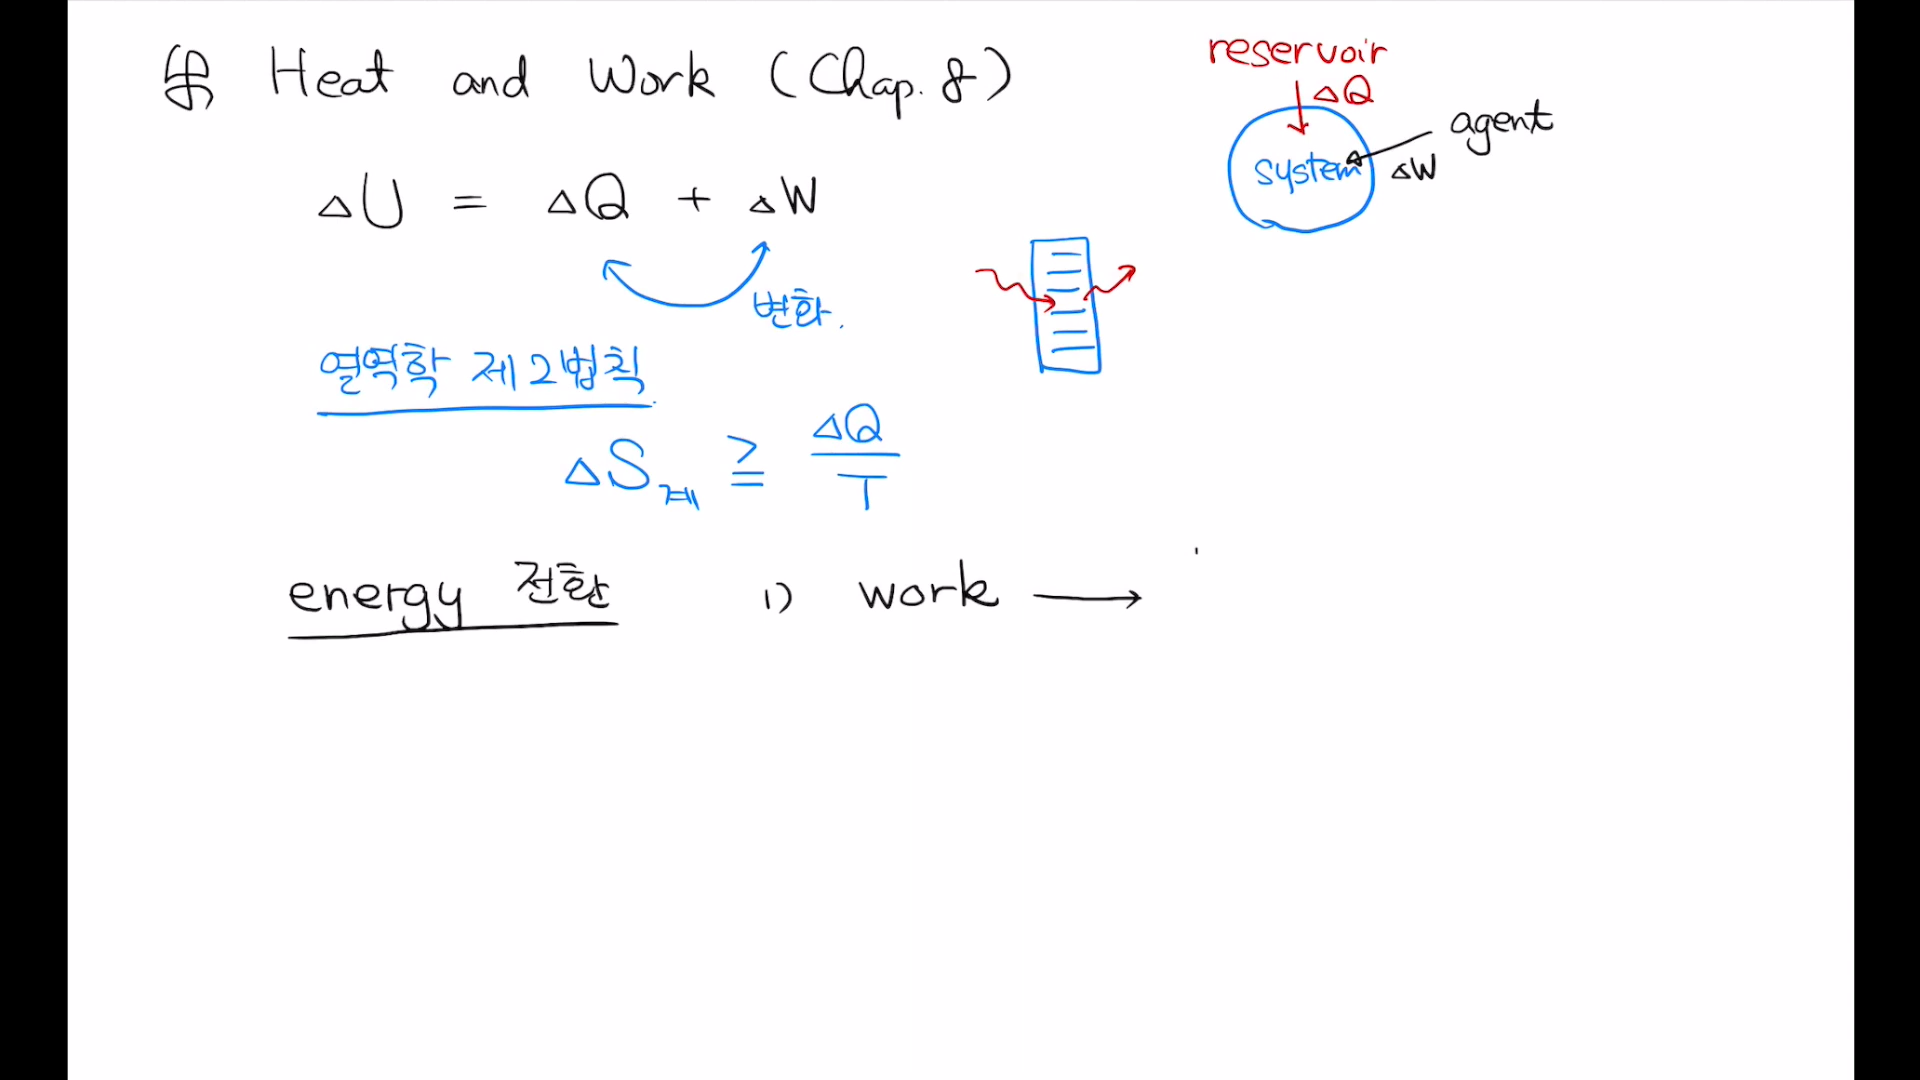 Heat and Work (Chap. 8)
reservoir
ΔQ
system
agent
ΔW
ΔU = ΔQ + ΔW
변화.
열역학 제2법칙.
ΔS계 ≧ ΔQ/T
energy 전환 1) work →